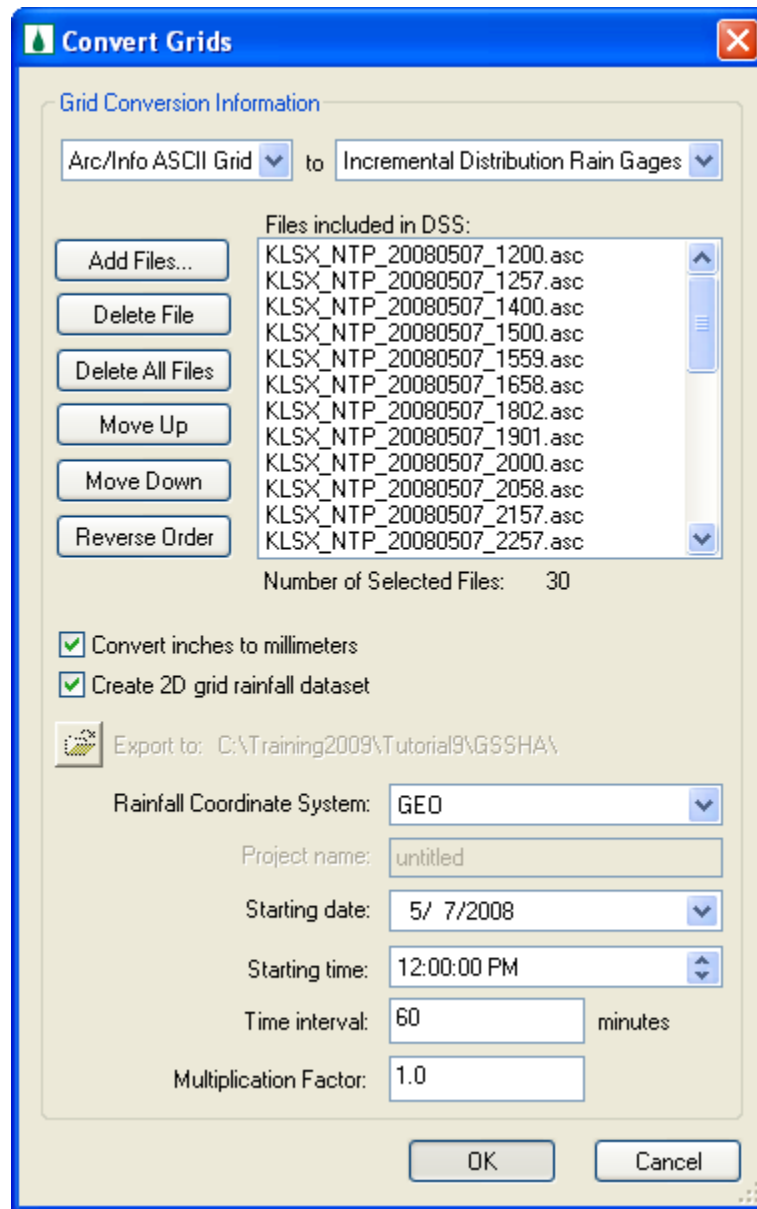 Convert Grids
Grid Conversion Information
Arc/Info ASCII Grid to Incremental Distribution Rain Gages
Files included in DSS:
Add Files...
Delete File
Delete All Files
Move Up
Move Down
Reverse Order
KLSX_NTP_20080507_1200.asc
KLSX_NTP_20080507_1257.asc
KLSX_NTP_20080507_1400.asc
KLSX_NTP_20080507_1500.asc
KLSX_NTP_20080507_1559.asc
KLSX_NTP_20080507_1658.asc
KLSX_NTP_20080507_1802.asc
KLSX_NTP_20080507_1901.asc
KLSX_NTP_20080507_2000.asc
KLSX_NTP_20080507_2058.asc
KLSX_NTP_20080507_2157.asc
KLSX_NTP_20080507_2257.asc
Number of Selected Files: 30
Convert inches to millimeters
Create 2D grid rainfall dataset
Export to: C:\Training2009\Tutorial9\GSSHA\
Rainfall Coordinate System: GEO
Project name: untitled
Starting date: 5/ 7/2008
Starting time: 12:00:00 PM
Time interval: 60 minutes
Multiplication Factor: 1.0
OK Cancel